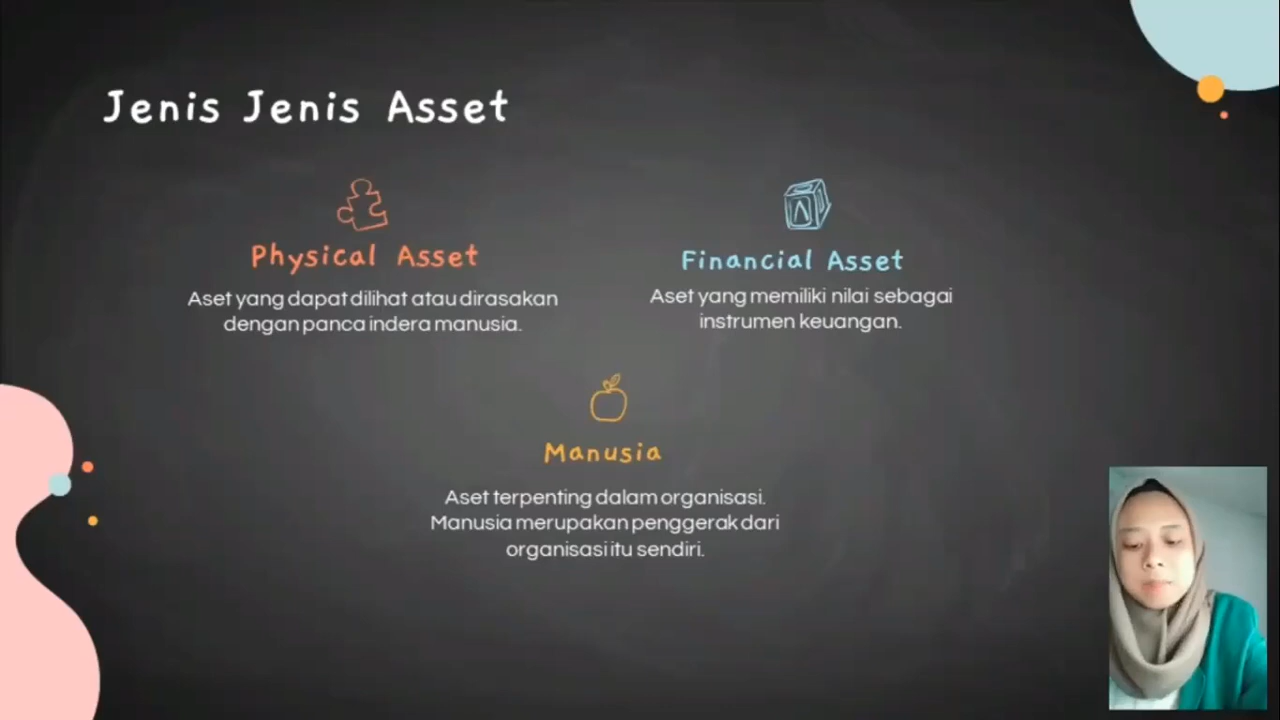 Jenis Jenis Asset
Physical Asset
Aset yang dapat dilihat atau dirasakan
dengan panca indera manusia.
Financial Asset
Aset yang memiliki nilai sebagai
instrumen keuangan.
Manusia
Aset terpenting dalam organisasi.
Manusia merupakan penggerak dari
organisasi itu sendiri.